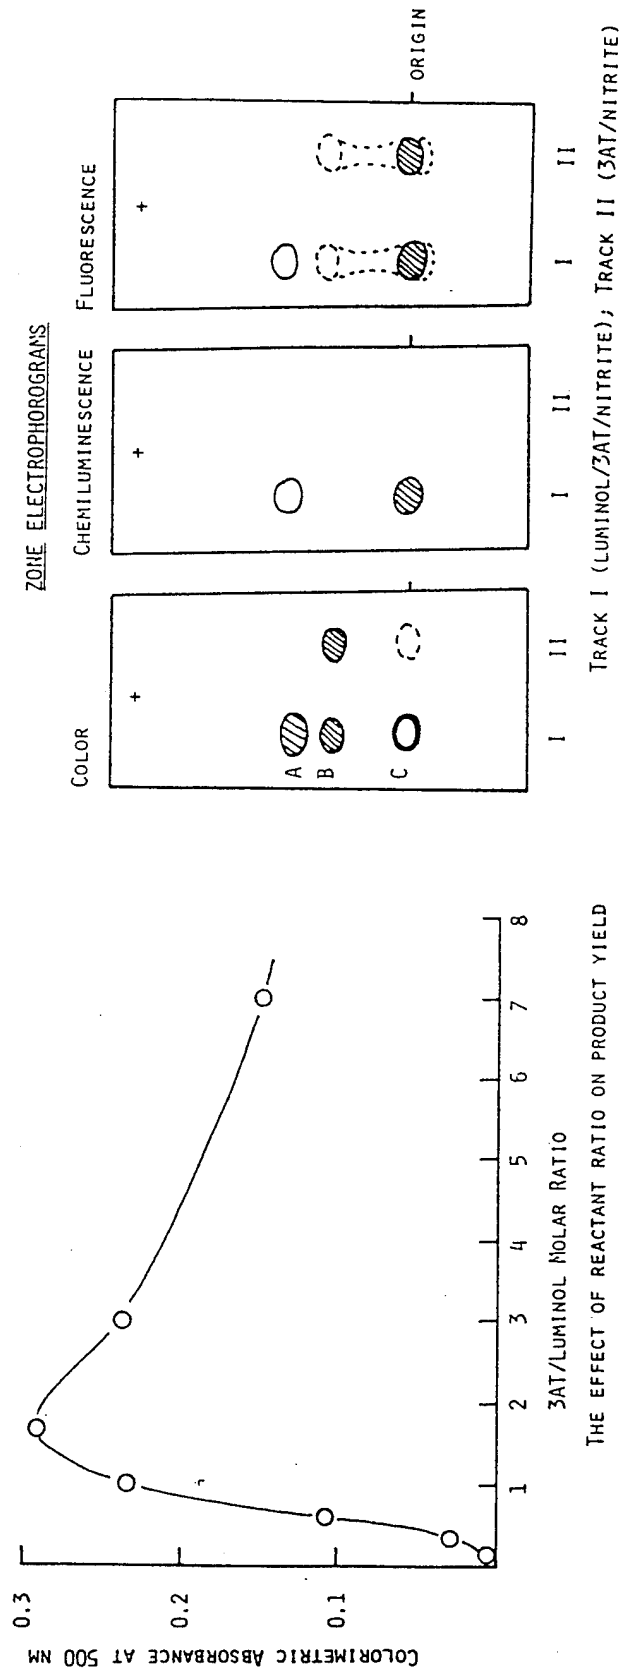 COLORIMETRIC ABSORBANCE AT 500 NM
0.3
0.2
0.1
1 2 3 4 5 6 7 8
3AT/LUMINOL MOLAR RATIO
THE EFFECT OF REACTANT RATIO ON PRODUCT YIELD
ZONE ELECTROPHOROGRAMS
COLOR
+
A
B
C
I II
CHEMILUMINESCENCE
+
I II
FLUORESCENCE
+
ORIGIN
I II
TRACK I (LUMINOL/3AT/NITRITE); TRACK II (3AT/NITRITE)